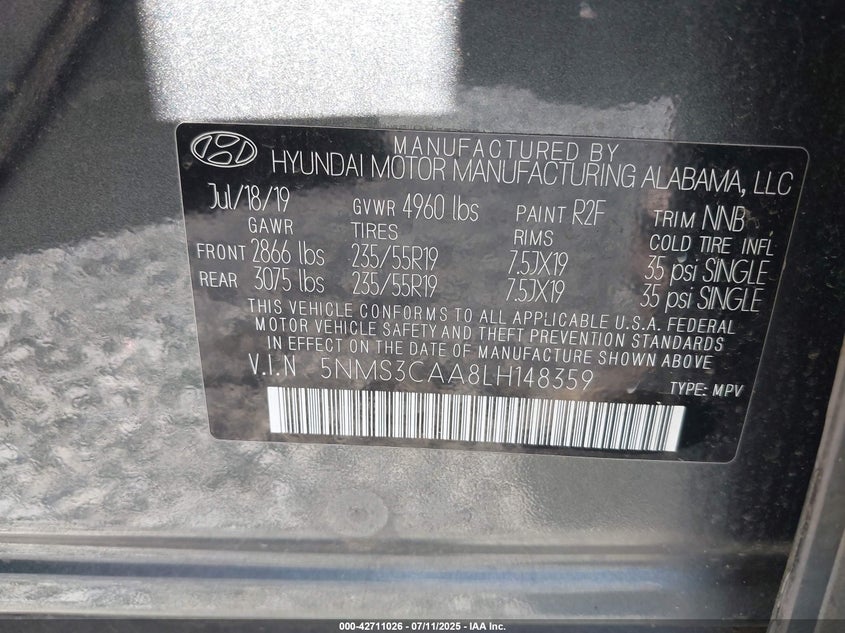 MANUFACTURED BY
HYUNDAI MOTOR MANUFACTURING ALABAMA, LLC
Jul/18/19 GVWR 4960 lbs PAINT R2F TRIM NNB
GAWR TIRES RIMS COLD TIRE INFL
FRONT 2866 lbs 235/55R19 7.5JX19 35 psi SINGLE
REAR 3075 lbs 235/55R19 7.5JX19 35 psi SINGLE
THIS VEHICLE CONFORMS TO ALL APPLICABLE U.S.A. FEDERAL
MOTOR VEHICLE SAFETY AND THEFT PREVENTION STANDARDS
IN EFFECT ON THE DATE OF MANUFACTURE SHOWN ABOVE
V.I.N 5NMS3CAA8LH148359 TYPE: MPV
000-42711026 - 07/11/2025 - IAA Inc.